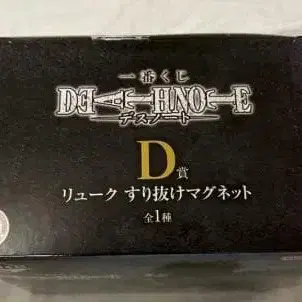 一番くじ
DEATH NOTE
デスノート
D賞
リューク すり抜けマグネット
全1種